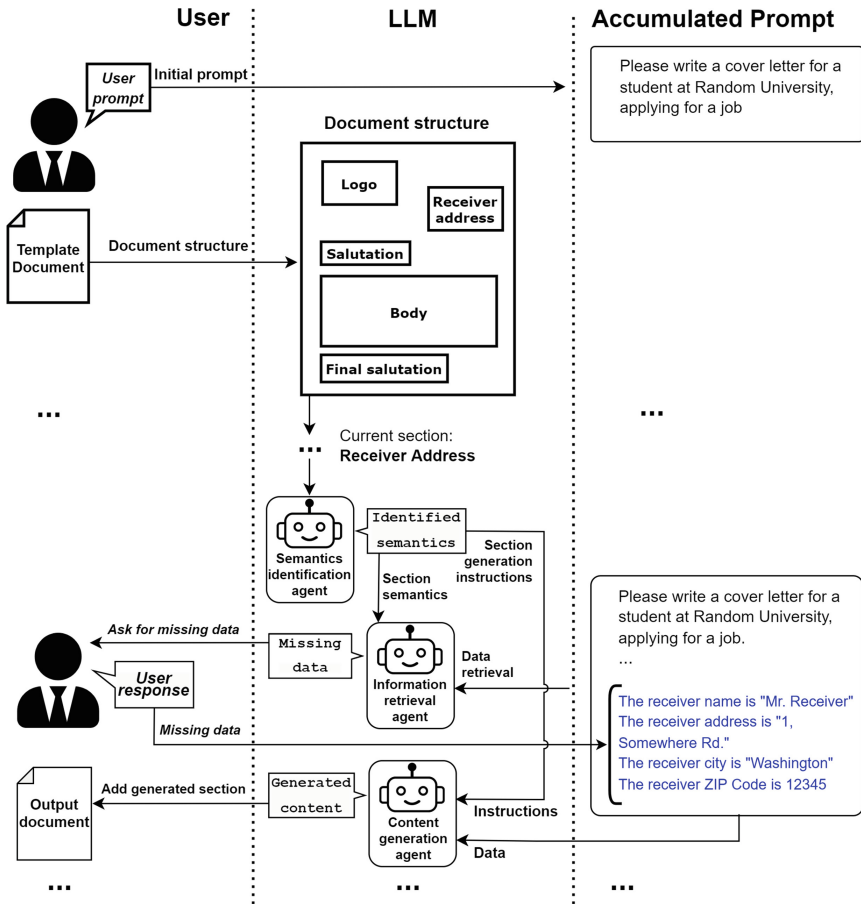 User
LLM
Accumulated Prompt
User
prompt
Initial prompt
Please write a cover letter for a
student at Random University,
applying for a job
Document structure
Logo
Receiver
address
Template
Document
Document structure
Salutation
Body
Final salutation
...
...
...
Current section:
Receiver Address
Semantics
identification
agent
Identified
semantics
Section
semantics
Section
generation
instructions
Please write a cover letter for a
student at Random University,
applying for a job.
...
Ask for missing data
Missing
data
Information
retrieval
agent
Data
retrieval
User
response
Missing data
The receiver name is "Mr. Receiver"
The receiver address is "1,
Somewhere Rd."
The receiver city is "Washington"
The receiver ZIP Code is 12345
Output
document
Add generated section
Generated
content
Content
generation
agent
Instructions
Data
...
...
...